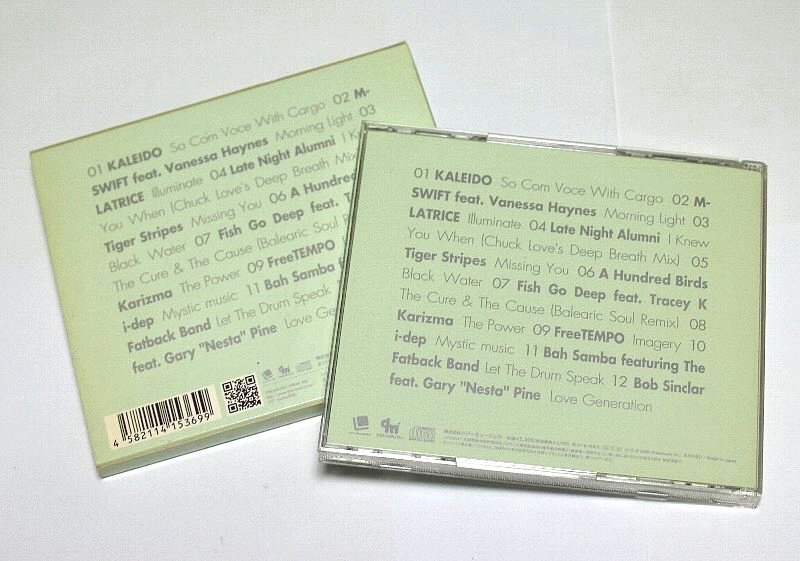 01 KALEIDO So Com Voce With Cargo 02 M-
SWIFT feat. Vanessa Haynes Morning Light 03
LATRICE Illuminate 04 Late Night Alumni I Knew
You When (Chuck Love's Deep Breath Mix)
Tiger Stripes Missing You 06 A Hundred
Black Water 07 Fish Go Deep feat. T
The Cure & The Cause (Balearic Soul
Karizma The Power 09 FreeTEMPO
i-dep Mystic music 11 Bah Samba
Fatback Band Let The Drum Speak
feat. Gary "Nesta" Pine Love Generation
4 582114 153699
01 KALEIDO So Com Voce With Cargo 02 M-
SWIFT feat. Vanessa Haynes Morning Light 03
LATRICE Illuminate 04 Late Night Alumni I Knew
You When (Chuck Love's Deep Breath Mix) 05
Tiger Stripes Missing You 06 A Hundred Birds
Black Water 07 Fish Go Deep feat. Tracey K
The Cure & The Cause (Balearic Soul Remix) 08
Karizma The Power 09 FreeTEMPO Imagery 10
i-dep Mystic music 11 Bah Samba featuring The
Fatback Band Let The Drum Speak 12 Bob Sinclar
feat. Gary "Nesta" Pine Love Generation